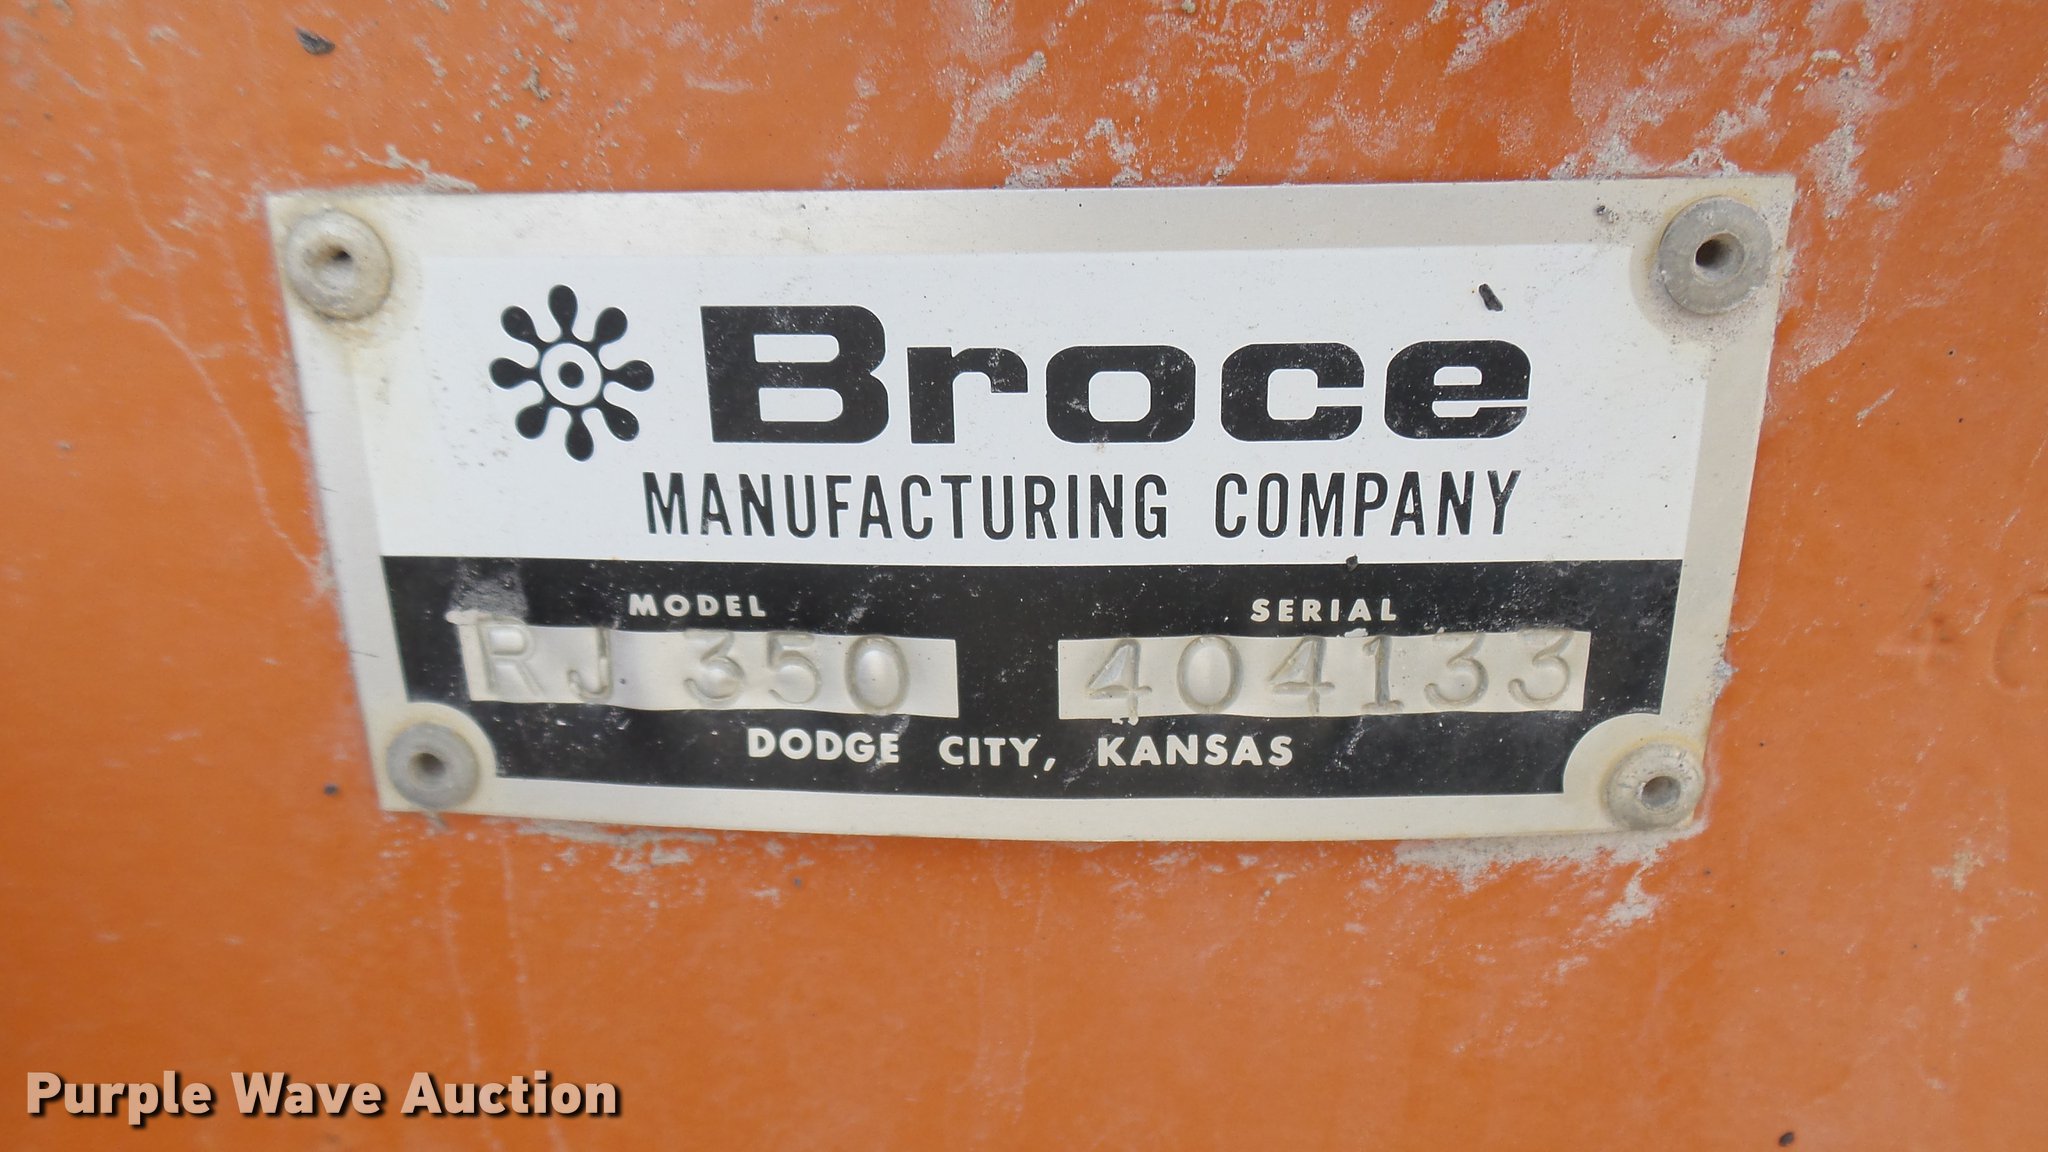 Broce
MANUFACTURING COMPANY
MODEL SERIAL
RJ 350 404133
DODGE CITY, KANSAS
Purple Wave Auction